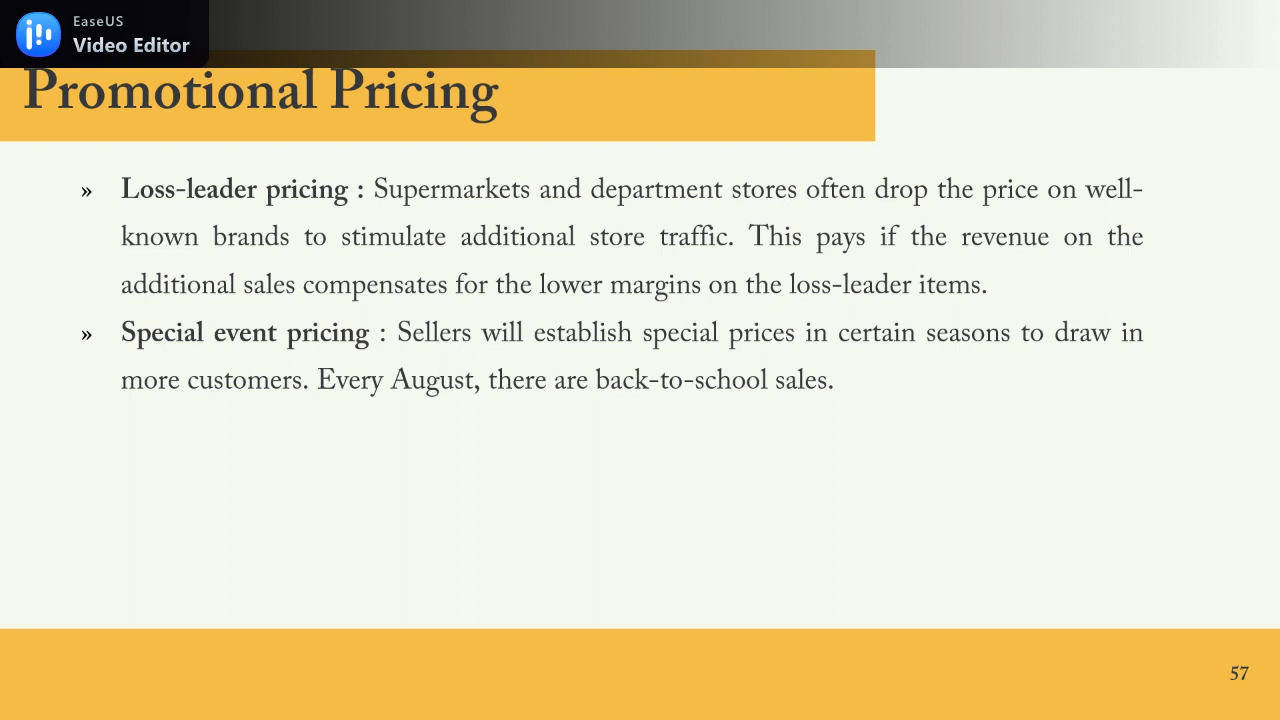 EaseUS
Video Editor
Promotional Pricing
» Loss-leader pricing : Supermarkets and department stores often drop the price on well-
known brands to stimulate additional store traffic. This pays if the revenue on the
additional sales compensates for the lower margins on the loss-leader items.
» Special event pricing : Sellers will establish special prices in certain seasons to draw in
more customers. Every August, there are back-to-school sales.
57